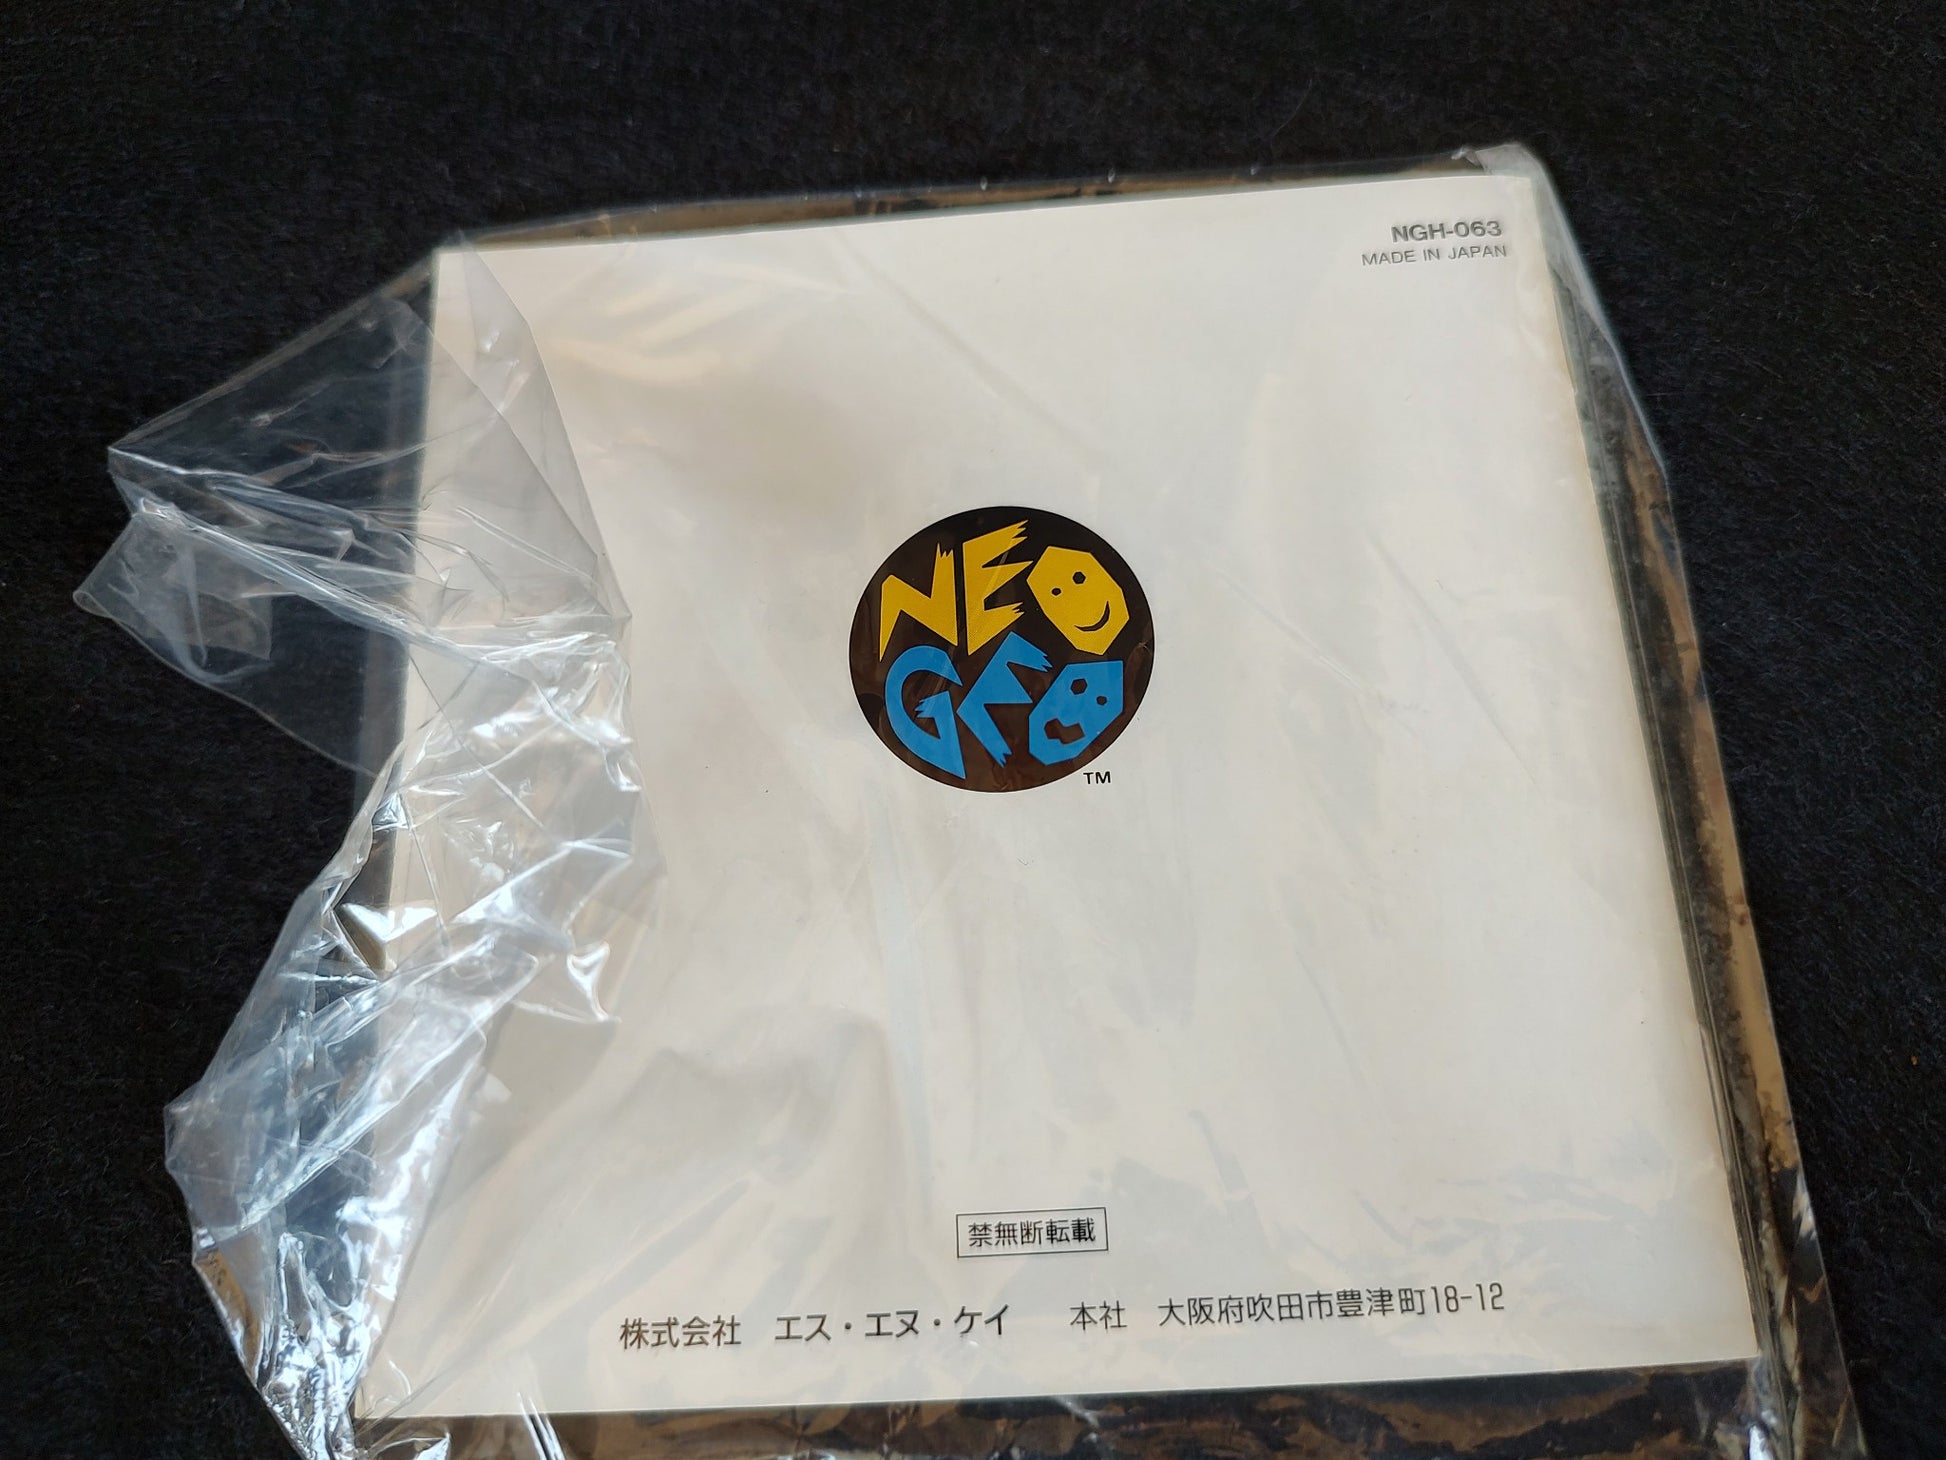 NGH-063
MADE IN JAPAN
NEO
GEO
TM
禁無断転載
株式会社 エス・エヌ・ケイ 本社 大阪府吹田市豊津町18-12